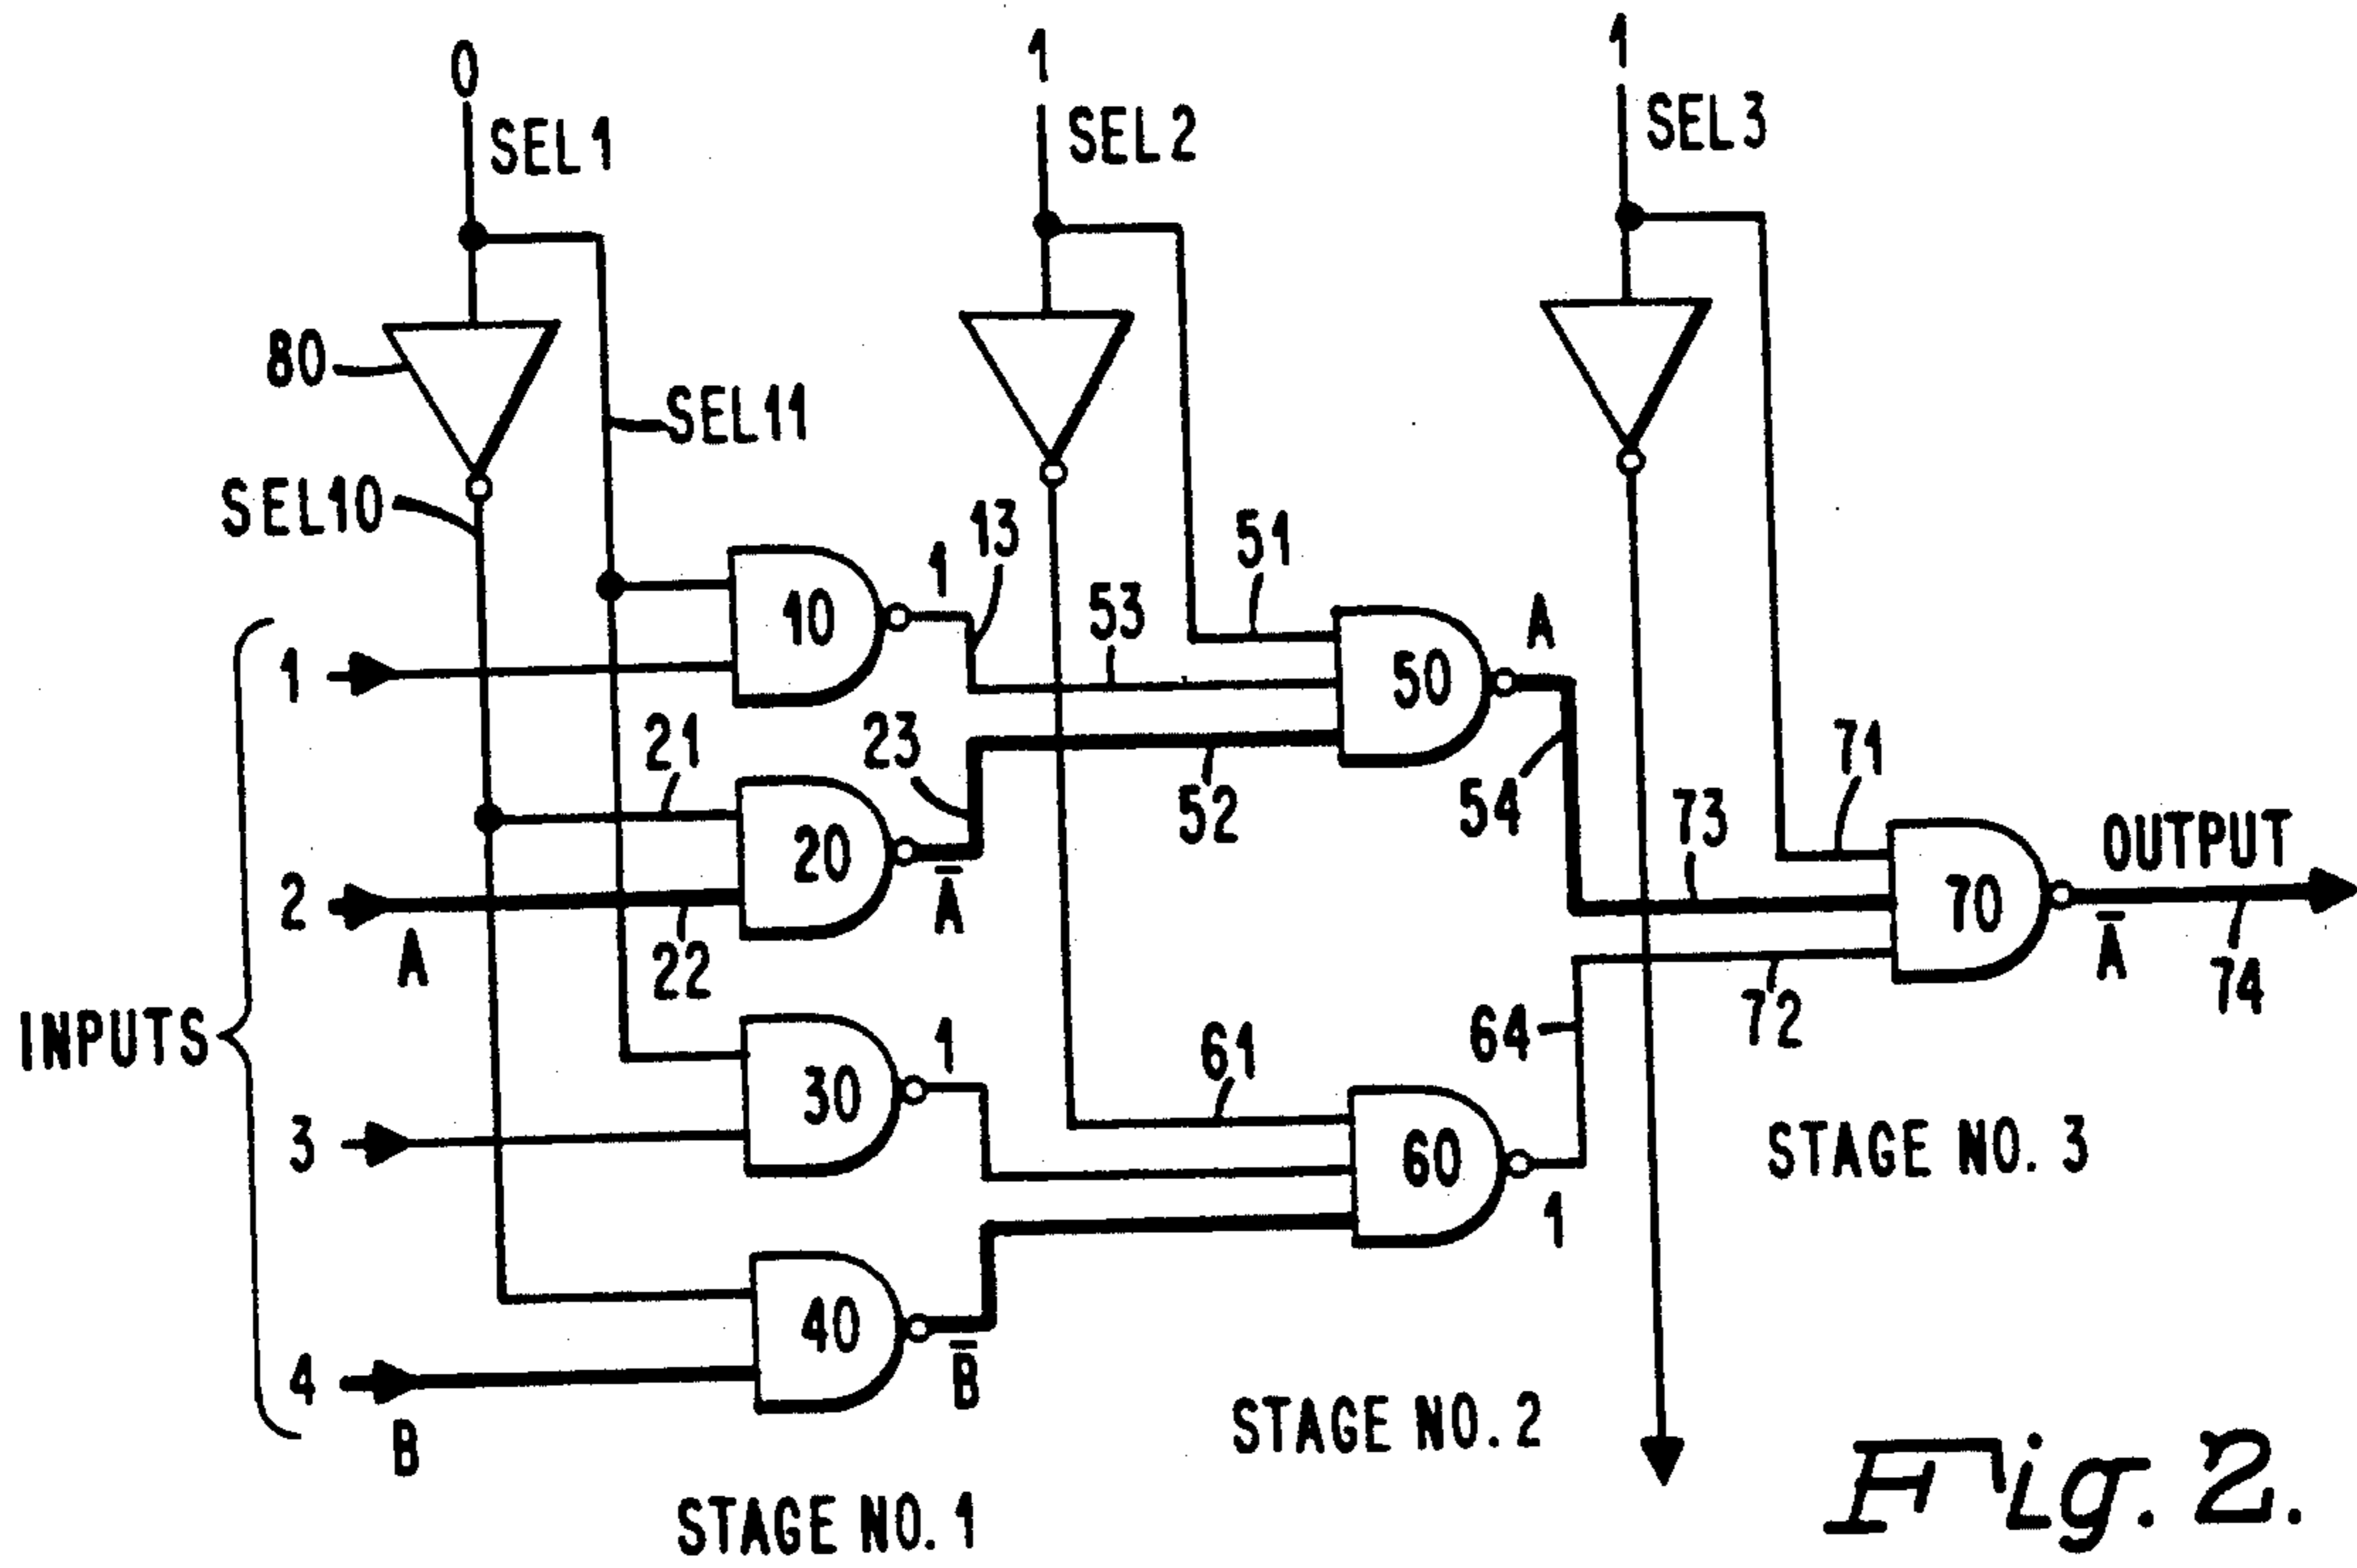 0
1
1
SEL1
SEL2
SEL3
80
SEL11
SEL10
1
13
51
10
53
A
1
50
21
23
52
54
71
73
OUTPUT
20
2
A
22
A̅
70
A̅
74
72
INPUTS
1
61
64
30
3
60
STAGE NO. 3
1
40
4
B̅
B
STAGE NO. 2
STAGE NO. 1
Fig. 2.